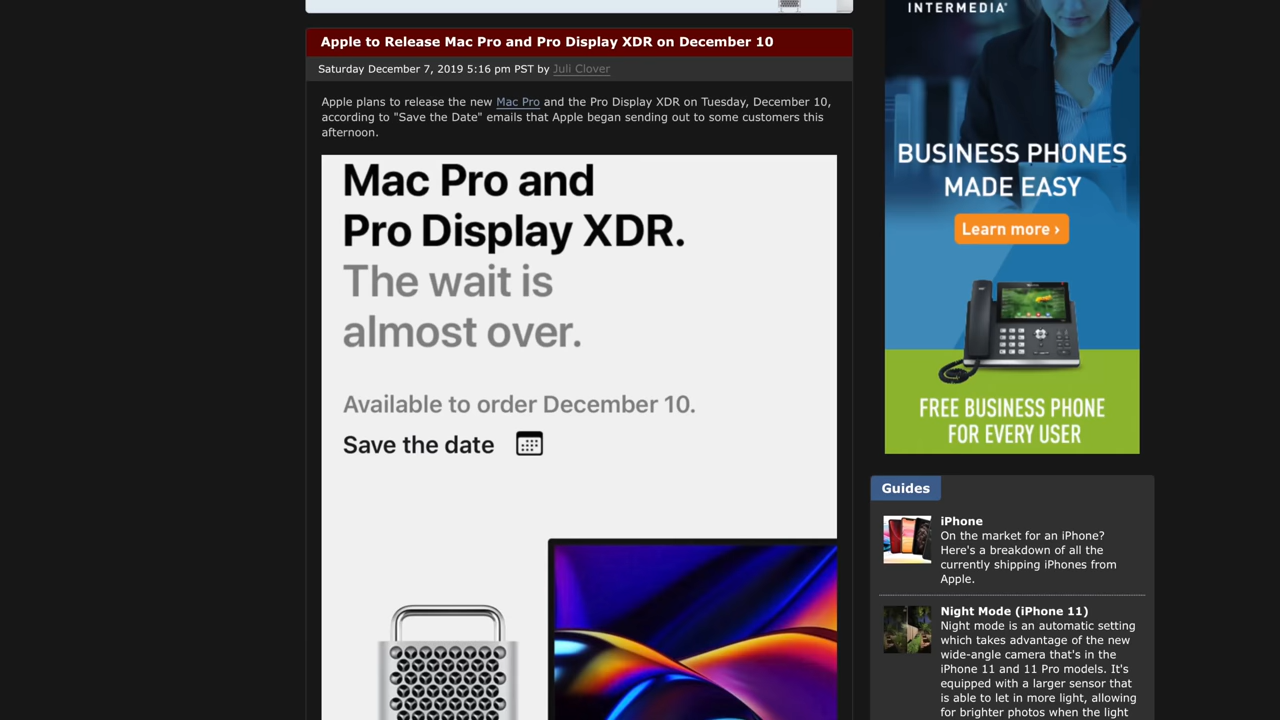 Apple to Release Mac Pro and Pro Display XDR on December 10
Saturday December 7, 2019 5:16 pm PST by Juli Clover
Apple plans to release the new Mac Pro and the Pro Display XDR on Tuesday, December 10,
according to "Save the Date" emails that Apple began sending out to some customers this
afternoon.
Mac Pro and
Pro Display XDR.
The wait is
almost over.
Available to order December 10.
Save the date
INTERMEDIA®
BUSINESS PHONES
MADE EASY
Learn more ›
FREE BUSINESS PHONE
FOR EVERY USER
Guides
iPhone
On the market for an iPhone?
Here's a breakdown of all the
currently shipping iPhones from
Apple.
Night Mode (iPhone 11)
Night mode is an automatic setting
which takes advantage of the new
wide-angle camera that's in the
iPhone 11 and 11 Pro models. It's
equipped with a larger sensor that
is able to let in more light, allowing
for brighter photos when the light